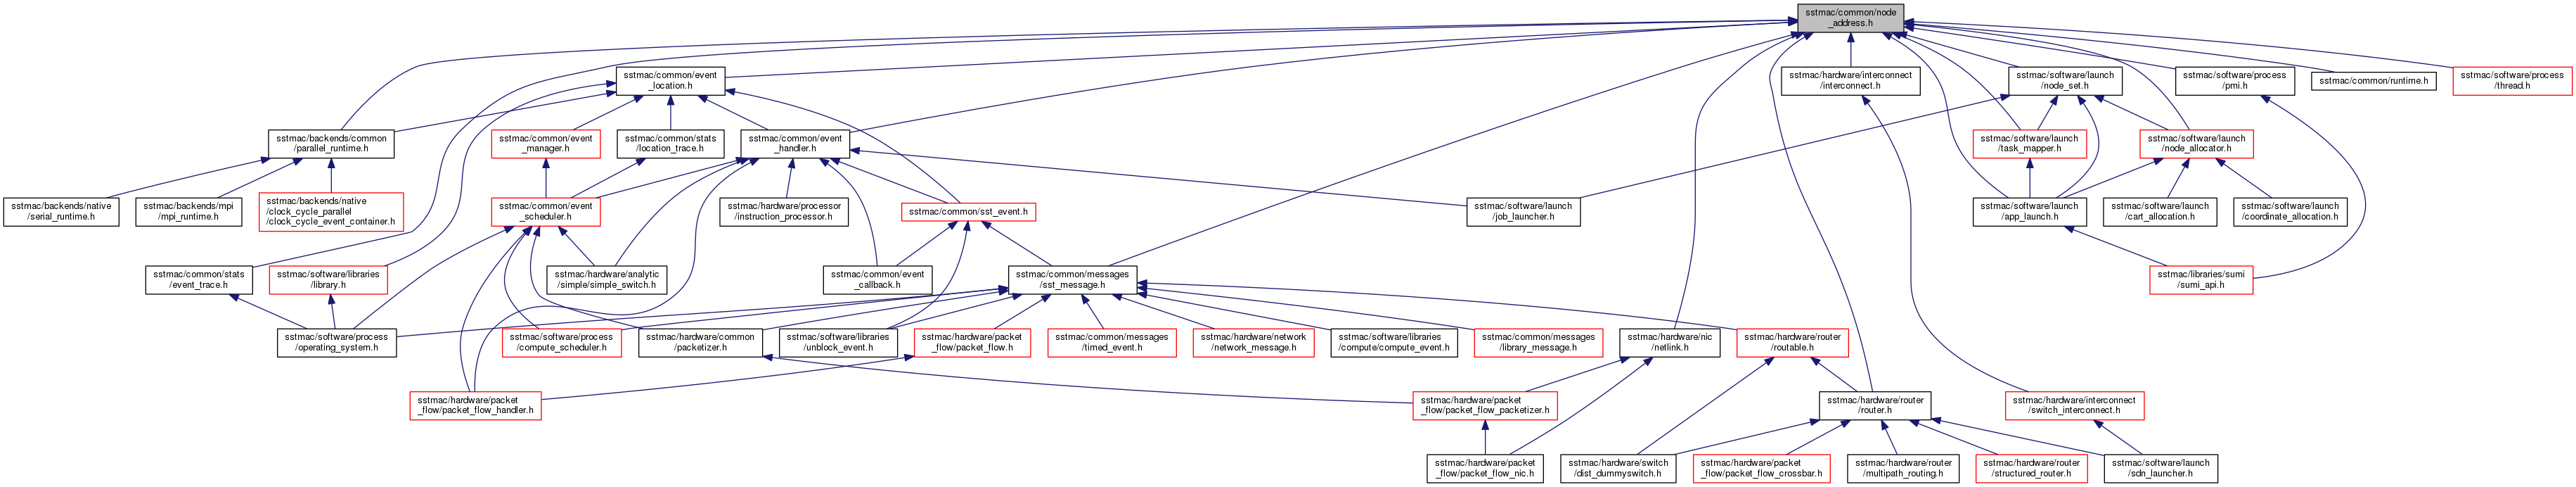 sstmac/common/node
_address.h
sstmac/common/event
_location.h
sstmac/hardware/interconnect
/interconnect.h
sstmac/software/launch
/node_set.h
sstmac/software/process
/pmi.h
sstmac/common/runtime.h
sstmac/software/process
/thread.h
sstmac/backends/common
/parallel_runtime.h
sstmac/common/event
_manager.h
sstmac/common/stats
/location_trace.h
sstmac/common/event
_handler.h
sstmac/software/launch
/task_mapper.h
sstmac/software/launch
/node_allocator.h
sstmac/backends/native
/serial_runtime.h
sstmac/backends/mpi
/mpi_runtime.h
sstmac/backends/native
/clock_cycle_parallel
/clock_cycle_event_container.h
sstmac/common/event
_scheduler.h
sstmac/hardware/processor
/instruction_processor.h
sstmac/common/sst_event.h
sstmac/software/launch
/job_launcher.h
sstmac/software/launch
/app_launch.h
sstmac/software/launch
/cart_allocation.h
sstmac/software/launch
/coordinate_allocation.h
sstmac/common/stats
/event_trace.h
sstmac/software/libraries
/library.h
sstmac/hardware/analytic
/simple/simple_switch.h
sstmac/common/event
_callback.h
sstmac/common/messages
/sst_message.h
sstmac/libraries/sumi
/sumi_api.h
sstmac/software/process
/operating_system.h
sstmac/software/process
/compute_scheduler.h
sstmac/hardware/common
/packetizer.h
sstmac/software/libraries
/unblock_event.h
sstmac/hardware/packet
_flow/packet_flow.h
sstmac/common/messages
/timed_event.h
sstmac/hardware/network
/network_message.h
sstmac/software/libraries
/compute/compute_event.h
sstmac/common/messages
/library_message.h
sstmac/hardware/nic
/netlink.h
sstmac/hardware/router
/routable.h
sstmac/hardware/packet
_flow/packet_flow_handler.h
sstmac/hardware/packet
_flow/packet_flow_packetizer.h
sstmac/hardware/router
/router.h
sstmac/hardware/interconnect
/switch_interconnect.h
sstmac/hardware/packet
_flow/packet_flow_nic.h
sstmac/hardware/switch
/dist_dummyswitch.h
sstmac/hardware/packet
_flow/packet_flow_crossbar.h
sstmac/hardware/router
/multipath_routing.h
sstmac/hardware/router
/structured_router.h
sstmac/software/launch
/sdn_launcher.h